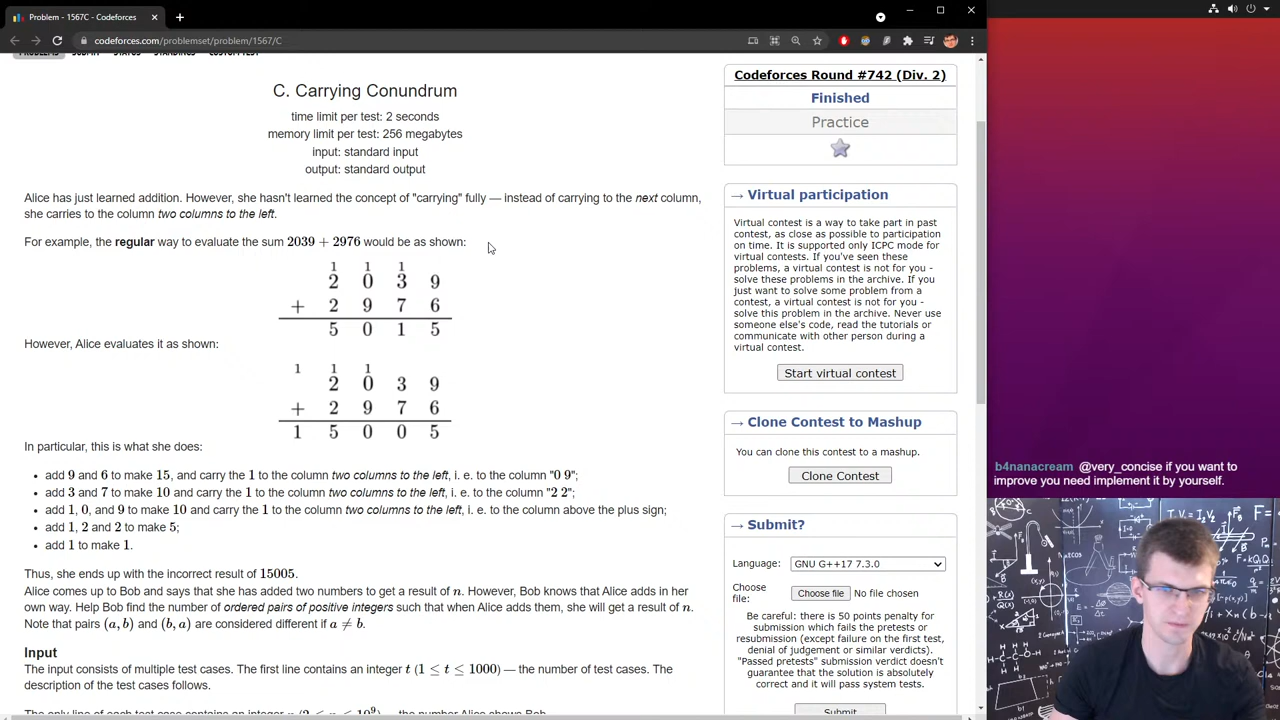 Problem - 1567C - Codeforces
codeforces.com/problemset/problem/1567/C
C. Carrying Conundrum
time limit per test: 2 seconds
memory limit per test: 256 megabytes
input: standard input
output: standard output
Alice has just learned addition. However, she hasn't learned the concept of "carrying" fully — instead of carrying to the next column,
she carries to the column two columns to the left.
For example, the regular way to evaluate the sum 2039 + 2976 would be as shown:
1 1 1
2 0 3 9
+ 2 9 7 6
5 0 1 5
However, Alice evaluates it as shown:
1 1 1
2 0 3 9
+ 2 9 7 6
1 5 0 0 5
In particular, this is what she does:
• add 9 and 6 to make 15, and carry the 1 to the column two columns to the left, i. e. to the column "0 9";
• add 3 and 7 to make 10 and carry the 1 to the column two columns to the left, i. e. to the column "2 2";
• add 1, 0, and 9 to make 10 and carry the 1 to the column two columns to the left, i. e. to the column above the plus sign;
• add 1, 2 and 2 to make 5;
• add 1 to make 1.
Thus, she ends up with the incorrect result of 15005.
Alice comes up to Bob and says that she has added two numbers to get a result of n. However, Bob knows that Alice adds in her
own way. Help Bob find the number of ordered pairs of positive integers such that when Alice adds them, she will get a result of n.
Note that pairs (a, b) and (b, a) are considered different if a ≠ b.
Input
The input consists of multiple test cases. The first line contains an integer t (1 ≤ t ≤ 1000) — the number of test cases. The
description of the test cases follows.
Codeforces Round #742 (Div. 2)
Finished
Practice
→ Virtual participation
Virtual contest is a way to take part in past
contest, as close as possible to participation
on time. It is supported only ICPC mode for
virtual contests. If you've seen these
problems, a virtual contest is not for you -
solve these problems in the archive. If you
just want to solve some problem from a
contest, a virtual contest is not for you -
solve this problem in the archive. Never use
someone else's code, read the tutorials or
communicate with other person during a
virtual contest.
Start virtual contest
→ Clone Contest to Mashup
You can clone this contest to a mashup.
Clone Contest
→ Submit?
Language: GNU G++17 7.3.0
Choose
file: Choose file No file chosen
Be careful: there is 50 points penalty for
submission which fails the pretests or
resubmission (except failure on the first test,
denial of judgement or similar verdicts).
"Passed pretests" submission verdict doesn't
guarantee that the solution is absolutely
correct and it will pass system tests.
Submit
b4nanacream @very_concise if you want to
improve you need implement it by yourself.